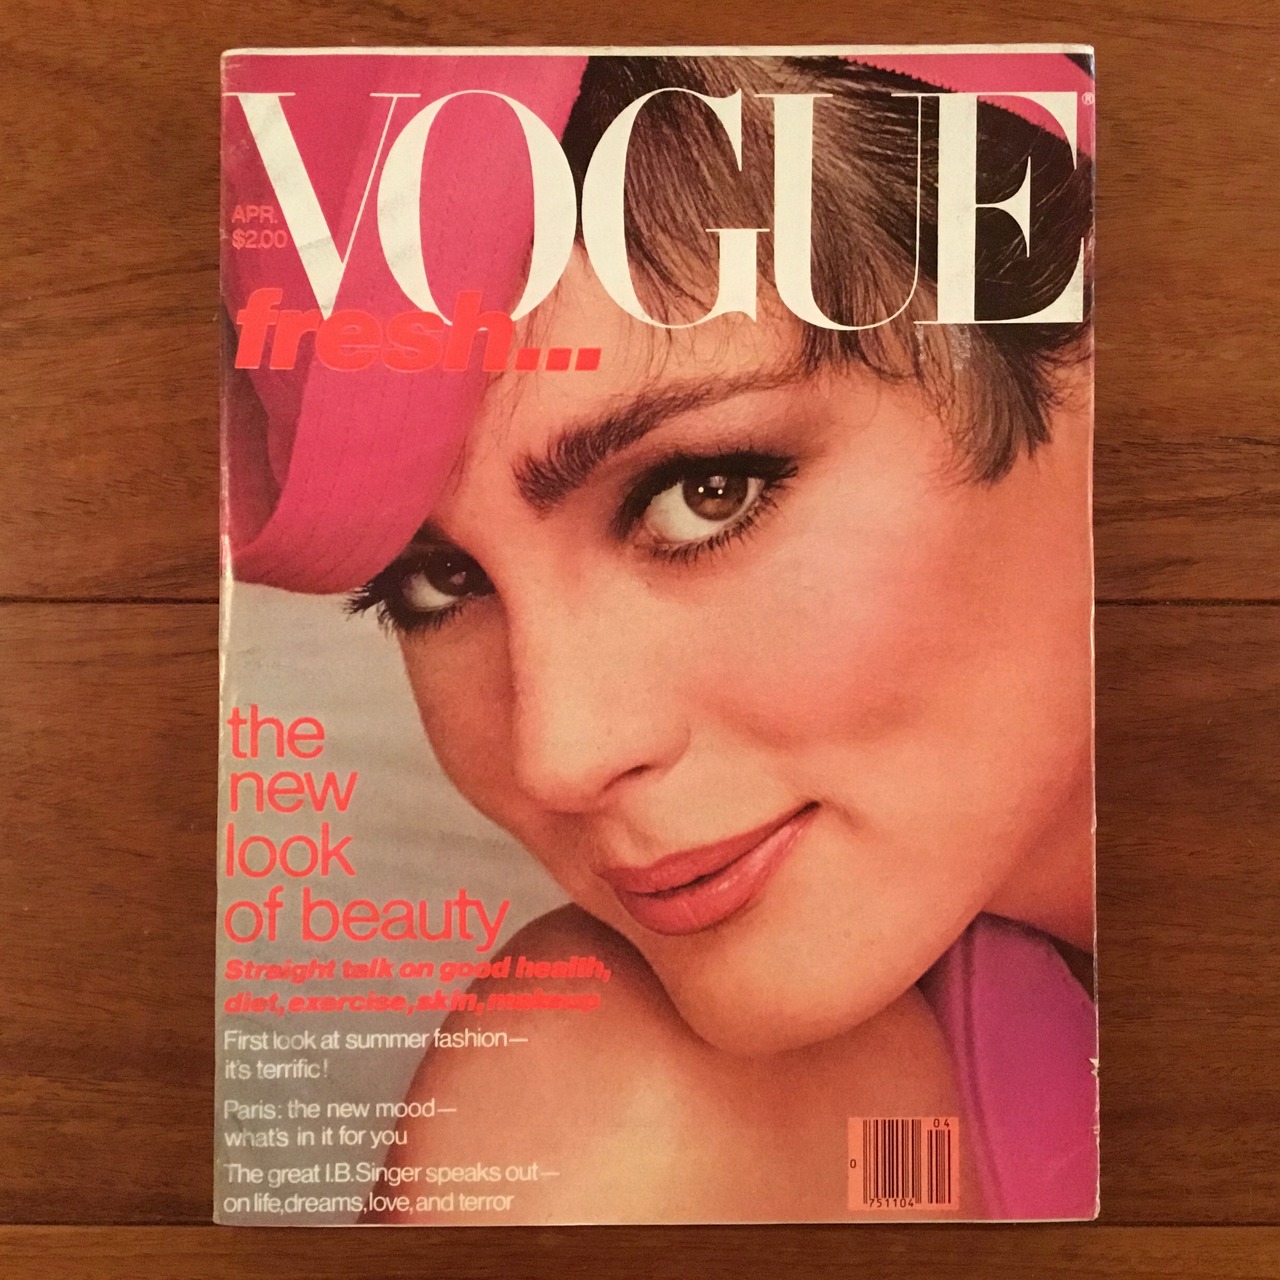 VOGUE
®
APR.
$2.00
fresh...
the
new
look
of beauty
Straight talk on good health,
diet, exercise, skin, makeup
First look at summer fashion—
it's terrific!
Paris: the new mood—
what's in it for you
The great I.B. Singer speaks out—
on life, dreams, love, and terror
04
0
751104